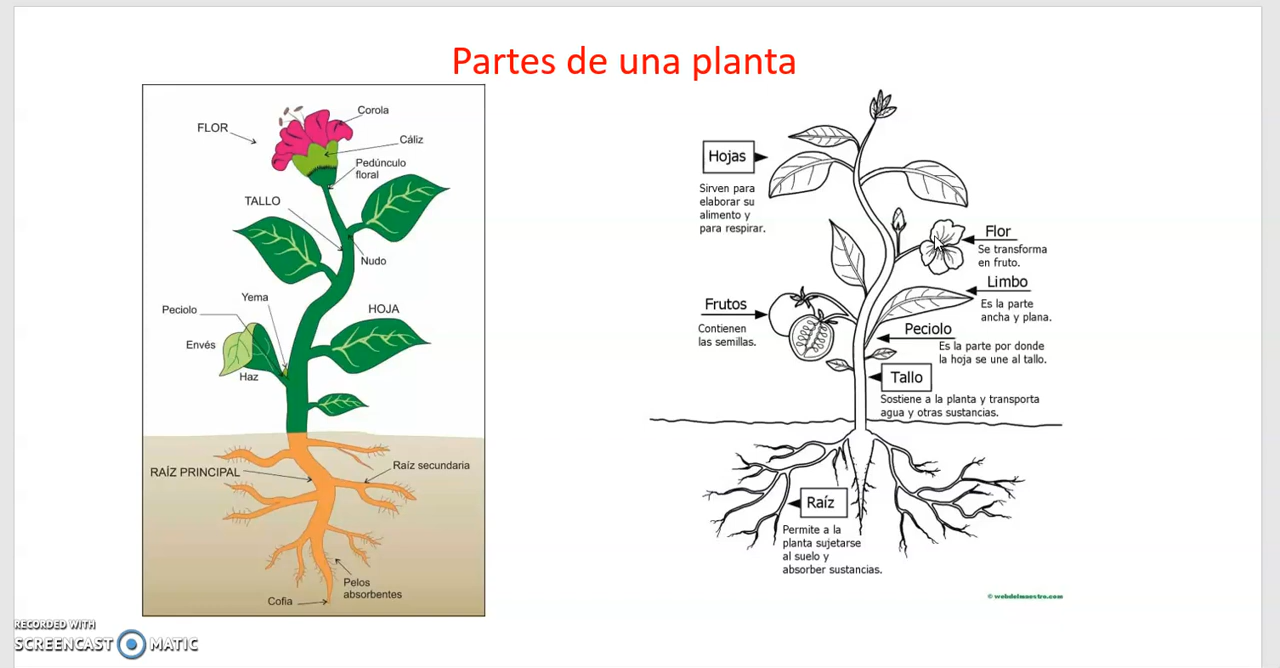 Partes de una planta
Corola
FLOR
Cáliz
Pedúnculo
floral
TALLO
Nudo
Yema
Peciolo
HOJA
Envés
Haz
RAÍZ PRINCIPAL
Raíz secundaria
Pelos
absorbentes
Cofia
Hojas
Sirven para
elaborar su
alimento y
para respirar.
Flor
Se transforma
en fruto.
Limbo
Es la parte
ancha y plana.
Frutos
Contienen
las semillas.
Peciolo
Es la parte por donde
la hoja se une al tallo.
Tallo
Sostiene a la planta y transporta
agua y otras sustancias.
Raíz
Permite a la
planta sujetarse
al suelo y
absorber sustancias.
© webdelmaestro.com
RECORDED WITH
SCREENCAST MATIC